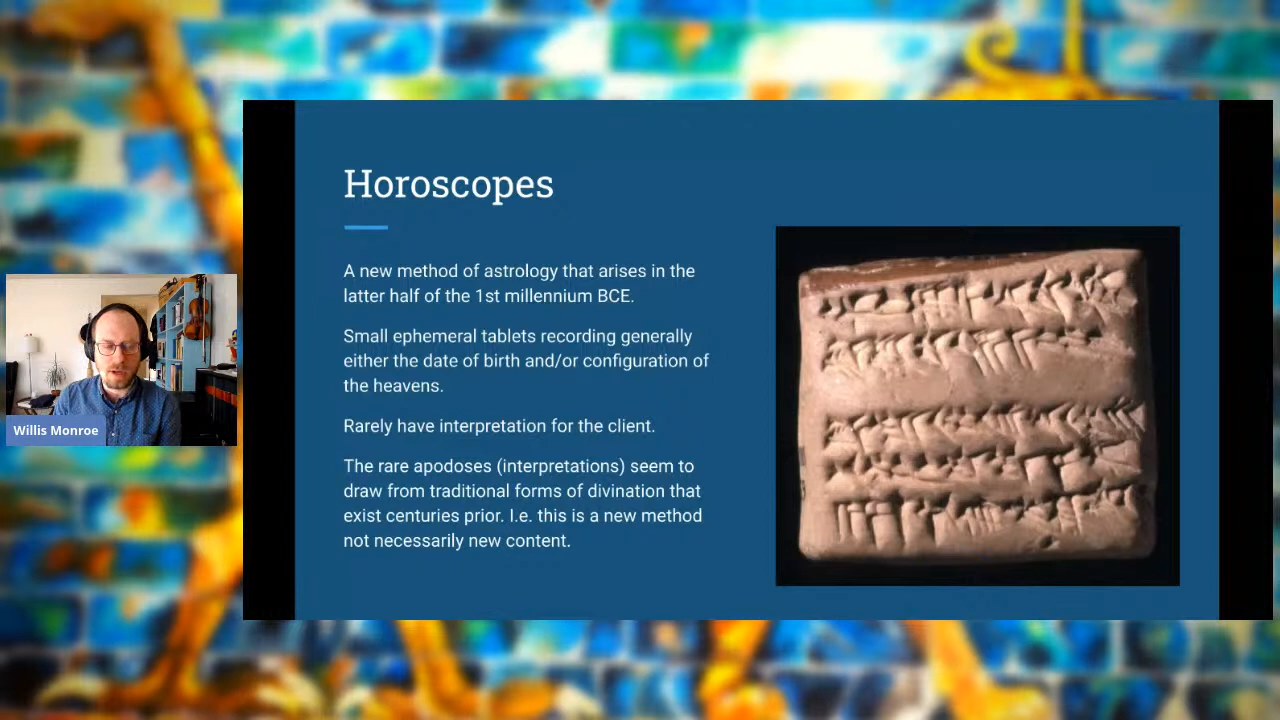 Horoscopes
A new method of astrology that arises in the
latter half of the 1st millennium BCE.
Small ephemeral tablets recording generally
either the date of birth and/or configuration of
the heavens.
Rarely have interpretation for the client.
The rare apodoses (interpretations) seem to
draw from traditional forms of divination that
exist centuries prior. I.e. this is a new method
not necessarily new content.
Willis Monroe